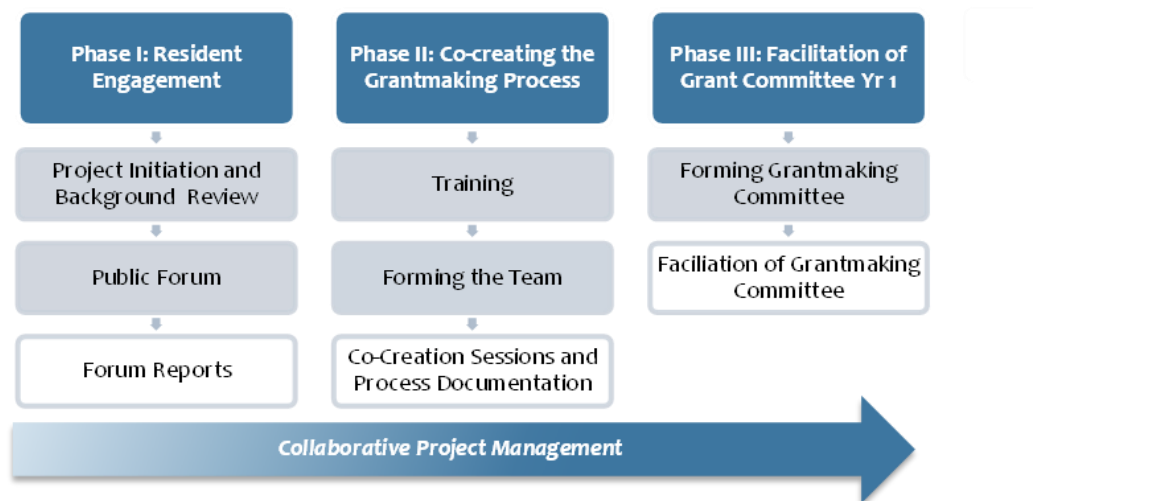 Phase I: Resident
Engagement
Project Initiation and
Background Review
Public Forum
Forum Reports
Phase II: Co-creating the
Grantmaking Process
Training
Forming the Team
Co-Creation Sessions and
Process Documentation
Phase III: Facilitation of
Grant Committee Yr 1
Forming Grantmaking
Committee
Faciliation of Grantmaking
Committee
Collaborative Project Management